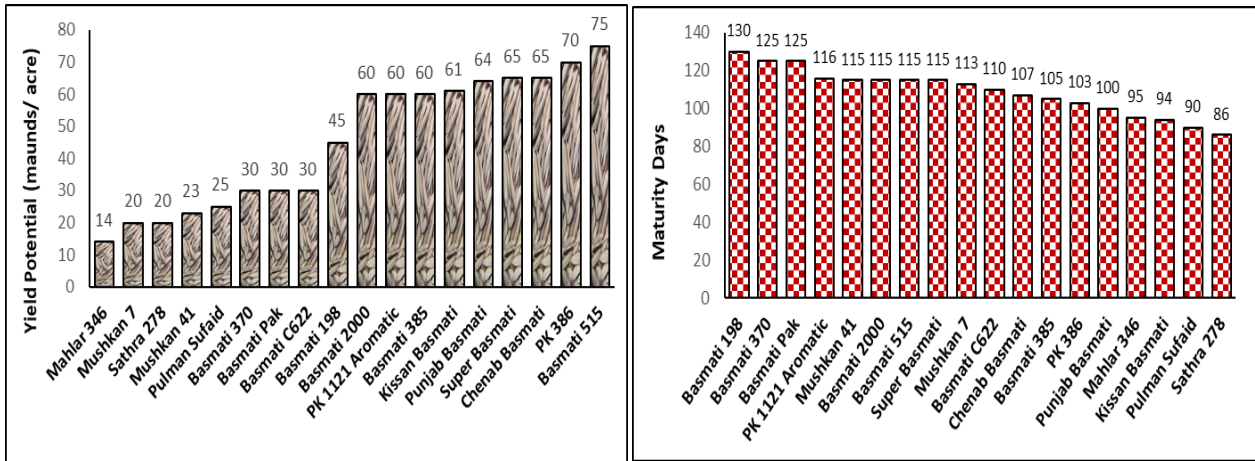 Yield Potential (maunds/ acre)
80
70
60
50
40
30
20
10
0
14
20
20
23
25
30
30
30
45
60
60
60
61
64
65
65
70
75
Mahlar 346
Mushkan 7
Sathra 278
Mushkan 41
Pulman Sufaid
Basmati 370
Basmati Pak
Basmati C622
Basmati 198
Basmati 2000
PK 1121 Aromatic
Basmati 385
Kissan Basmati
Punjab Basmati
Super Basmati
Chenab Basmati
PK 386
Basmati 515
Maturity Days
140
120
100
80
60
40
20
0
130
125
125
116
115
115
115
115
113
110
107
105
103
100
95
94
90
86
Basmati 198
Basmati 370
Basmati Pak
PK 1121 Aromatic
Mushkan 41
Basmati 2000
Basmati 515
Super Basmati
Mushkan 7
Basmati C622
Chenab Basmati
Basmati 385
PK 386
Punjab Basmati
Mahlar 346
Kissan Basmati
Pulman Sufaid
Sathra 278